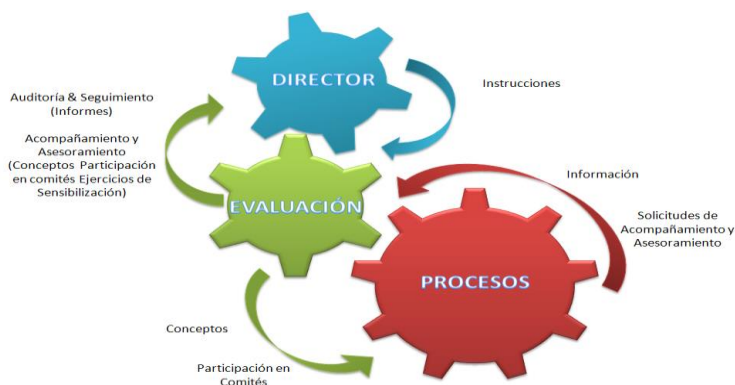 DIRECTOR
Instrucciones
Auditoría & Seguimiento
(Informes)
Acompañamiento y
Asesoramiento
(Conceptos Participación
en comités Ejercicios de
Sensibilización)
EVALUACIÓN
Información
Solicitudes de
Acompañamiento y
Asesoramiento
PROCESOS
Conceptos
Participación en
Comités